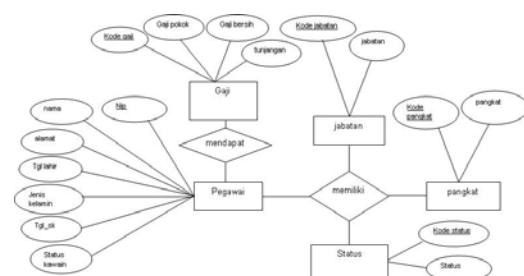 Gaji pokok
Gaji bersih
Kode gaji
tunjangan
Kode jabatan
jabatan
Gaji
nama
Nip
alamat
mendapat
jabatan
Kode
pangkat
pangkat
Tgl lahir
Jenis
kelamin
Pegawai
memiliki
pangkat
Tgl_sk
Status
kawain
Kode status
Status
Status